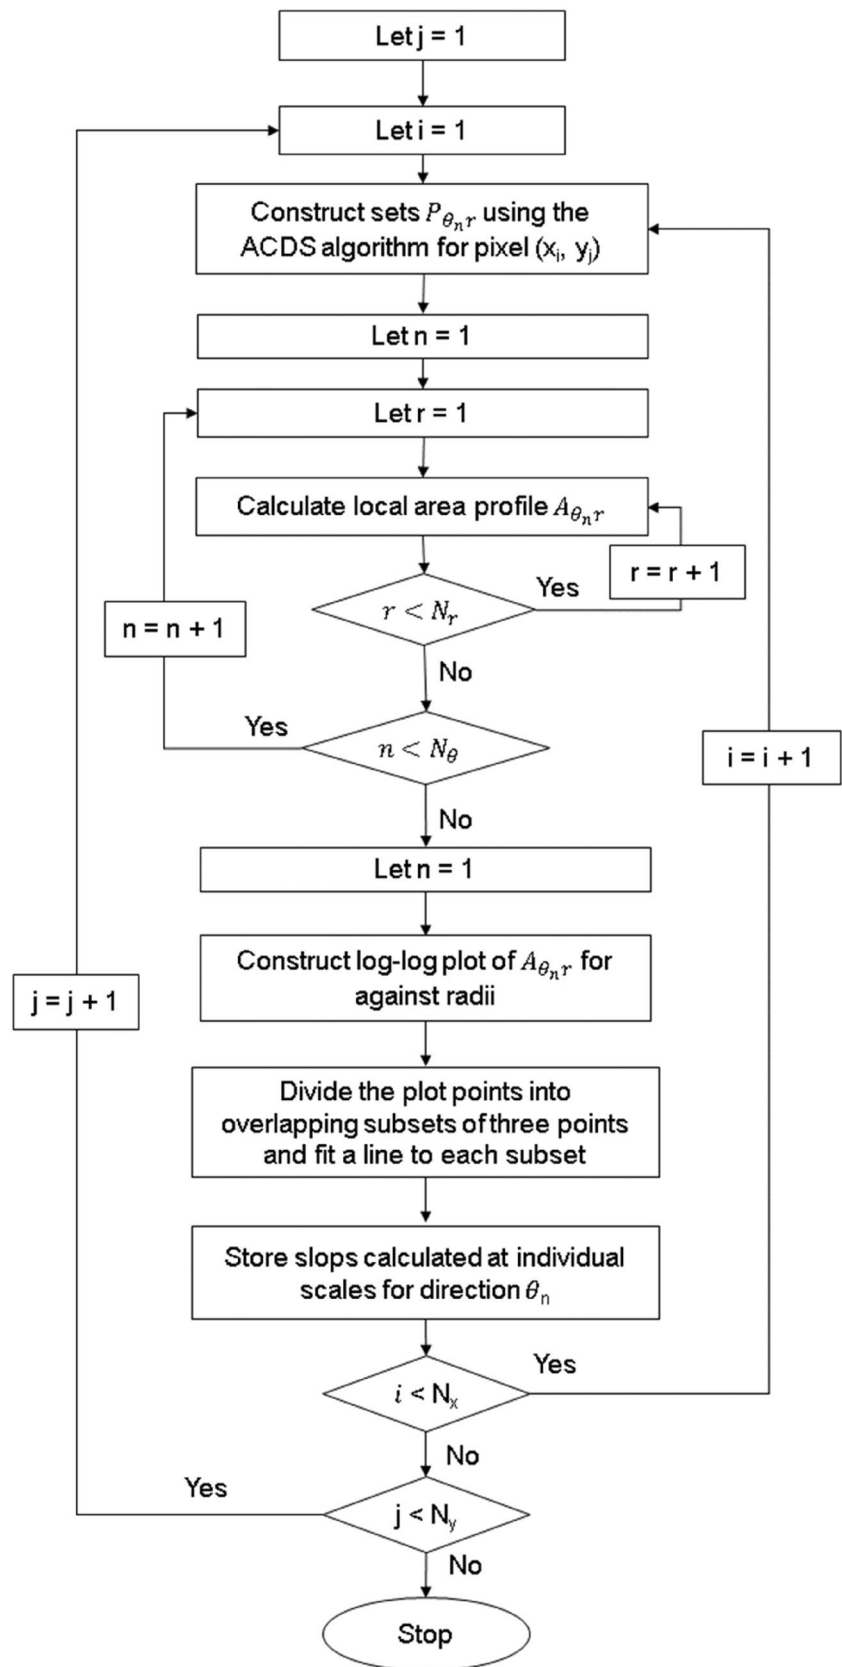 Let j = 1
Let i = 1
Construct sets P_{θ_n r} using the
ACDS algorithm for pixel (x_i, y_j)
Let n = 1
Let r = 1
Calculate local area profile A_{θ_n r}
r = r + 1
Yes
r < N_r
n = n + 1
No
Yes
n < N_θ
i = i + 1
No
Let n = 1
Construct log-log plot of A_{θ_n r} for
against radii
j = j + 1
Divide the plot points into
overlapping subsets of three points
and fit a line to each subset
Store slops calculated at individual
scales for direction θ_n
Yes
i < N_x
No
Yes
j < N_y
No
Stop